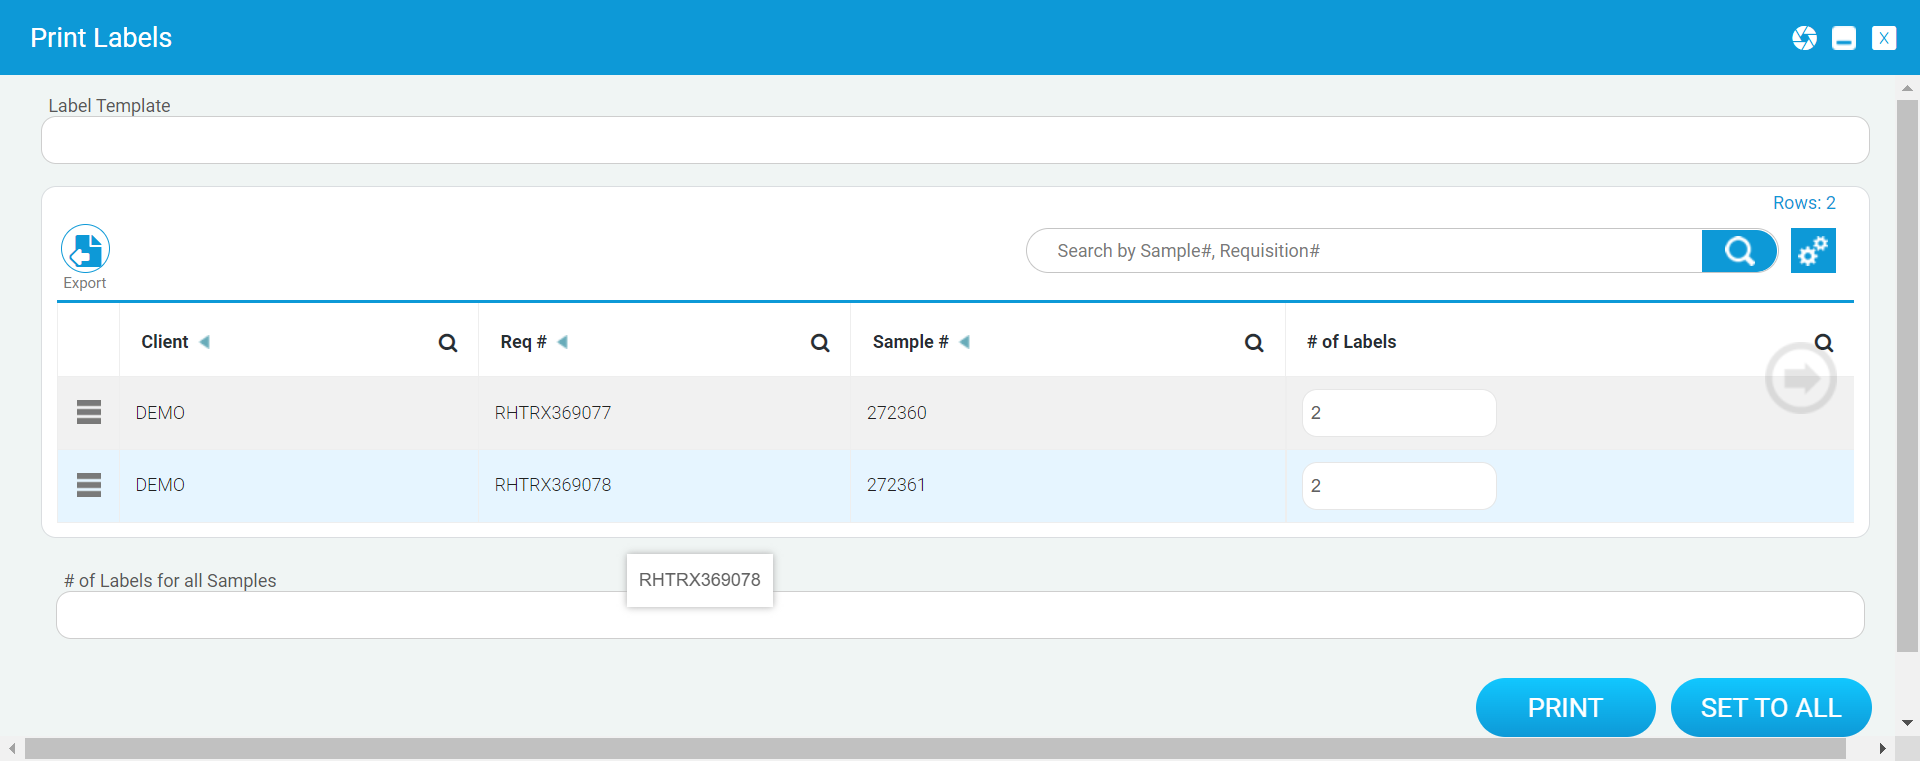 Print Labels
X
Label Template
Rows: 2
Export
Search by Sample#, Requisition#
Client Req # Sample # # of Labels
DEMO RHTRX369077 272360 2
DEMO RHTRX369078 272361 2
RHTRX369078
# of Labels for all Samples
PRINT SET TO ALL